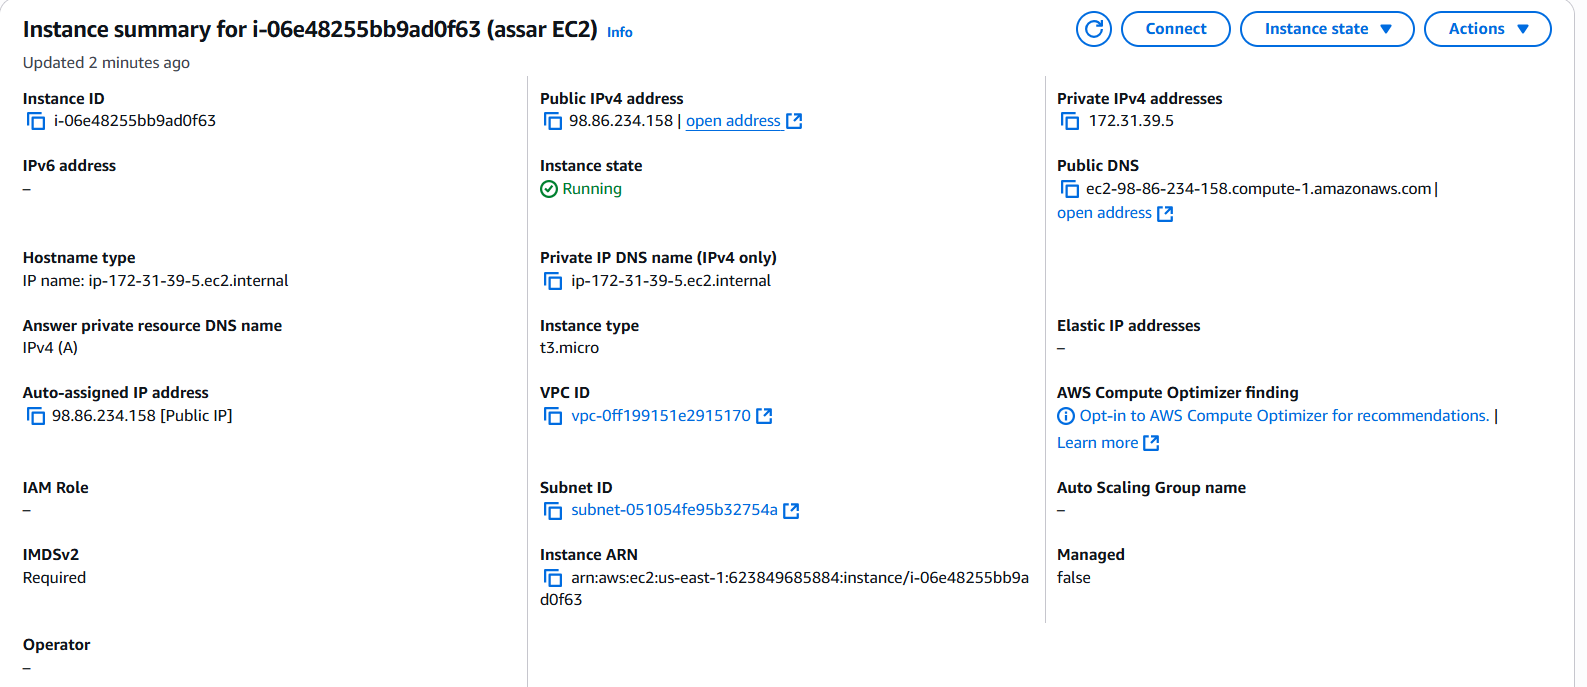 Instance summary for i-06e48255bb9ad0f63 (assar EC2) Info
Connect
Instance state
Actions
Updated 2 minutes ago
Instance ID
i-06e48255bb9ad0f63
Public IPv4 address
98.86.234.158 | open address
Private IPv4 addresses
172.31.39.5
IPv6 address
–
Instance state
Running
Public DNS
ec2-98-86-234-158.compute-1.amazonaws.com |
open address
Hostname type
IP name: ip-172-31-39-5.ec2.internal
Private IP DNS name (IPv4 only)
ip-172-31-39-5.ec2.internal
Answer private resource DNS name
IPv4 (A)
Instance type
t3.micro
Elastic IP addresses
–
Auto-assigned IP address
98.86.234.158 [Public IP]
VPC ID
vpc-0ff199151e2915170
AWS Compute Optimizer finding
Opt-in to AWS Compute Optimizer for recommendations. |
Learn more
IAM Role
–
Subnet ID
subnet-051054fe95b32754a
Auto Scaling Group name
–
IMDSv2
Required
Instance ARN
arn:aws:ec2:us-east-1:623849685884:instance/i-06e48255bb9a
d0f63
Managed
false
Operator
–